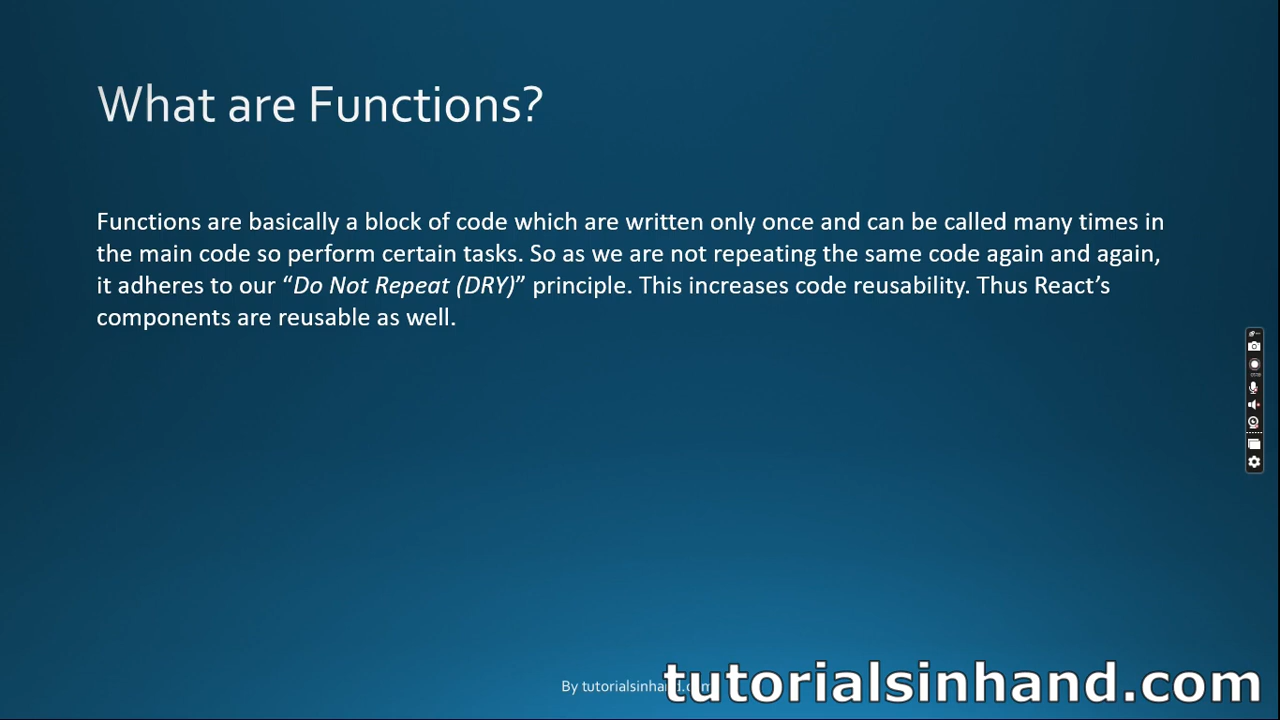 What are Functions?
Functions are basically a block of code which are written only once and can be called many times in
the main code so perform certain tasks. So as we are not repeating the same code again and again,
it adheres to our “Do Not Repeat (DRY)” principle. This increases code reusability. Thus React’s
components are reusable as well.
By tutorialsinhand.com
tutorialsinhand.com